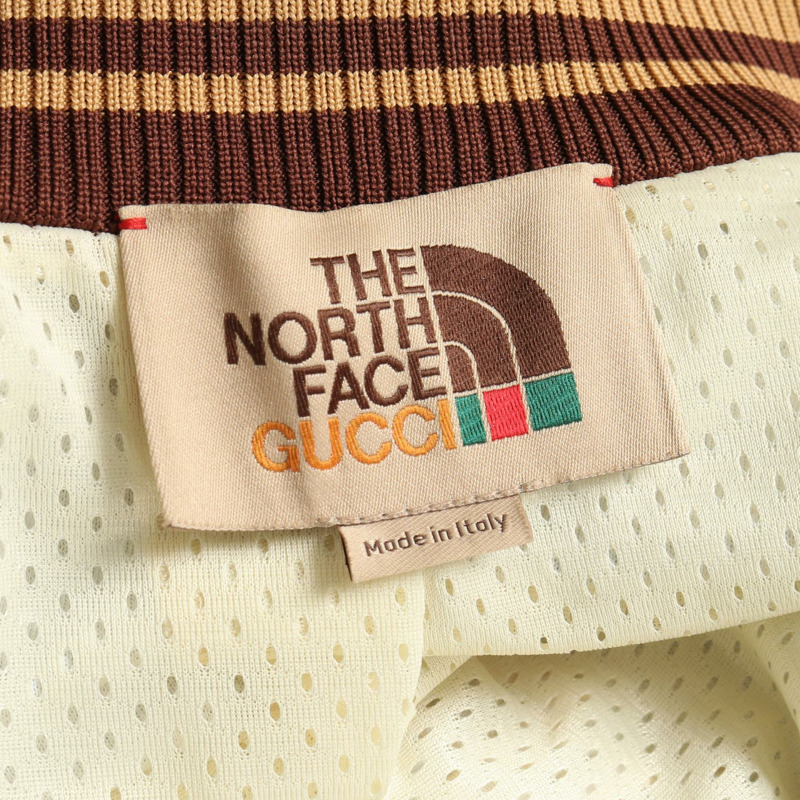 THE
NORTH
FACE
GUCCI
Made in Italy